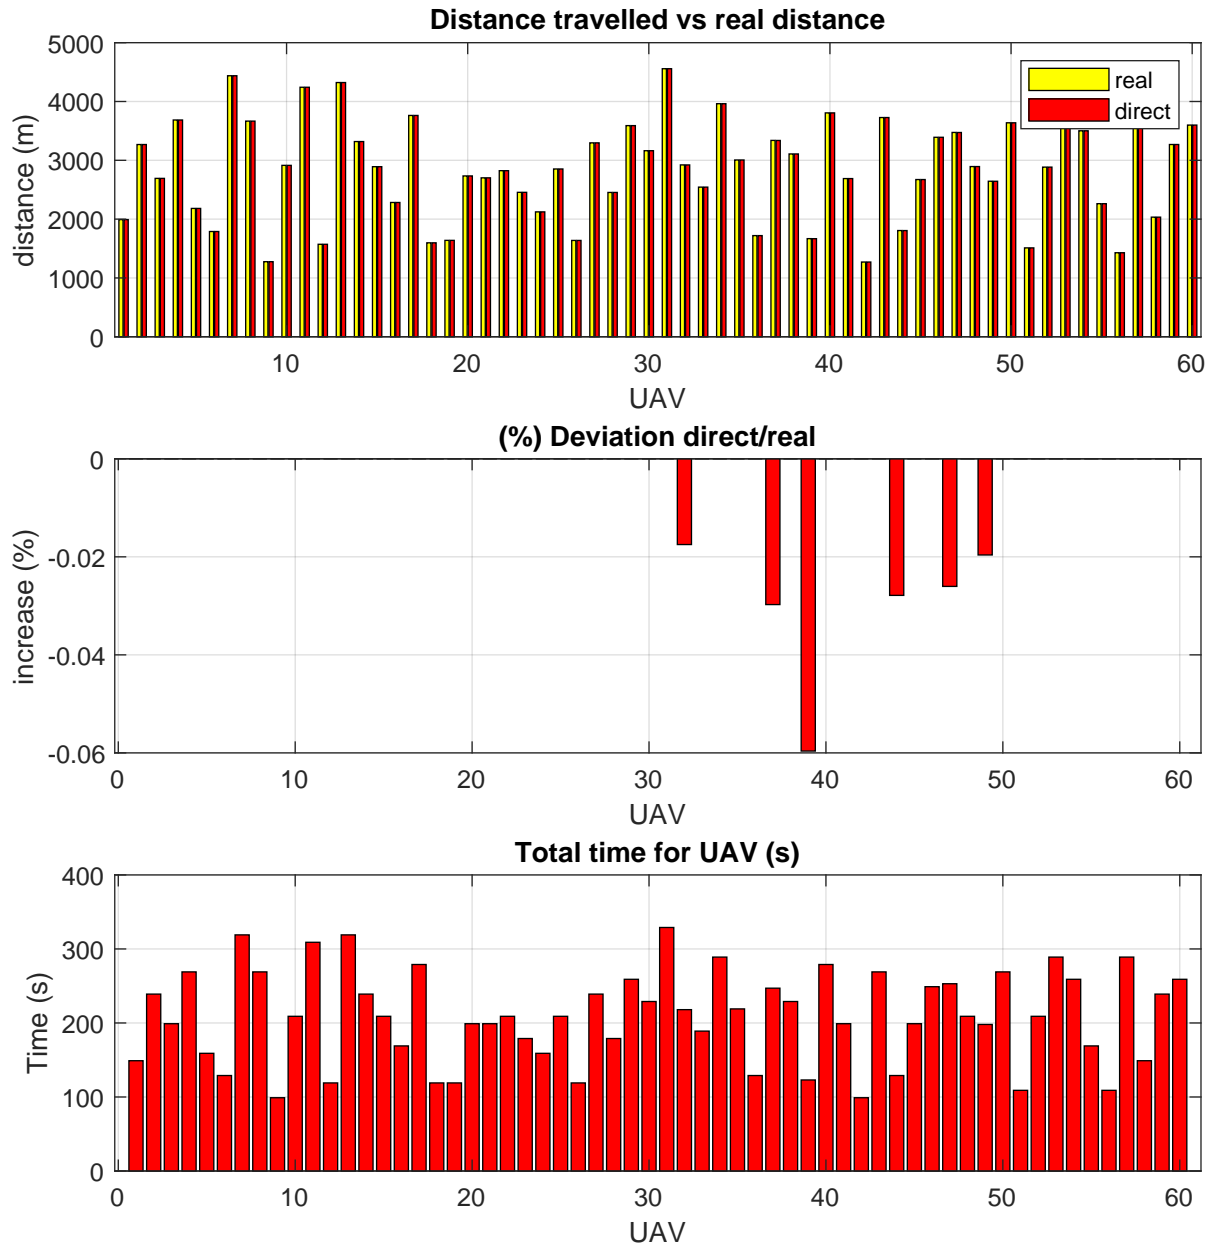 Distance travelled vs real distance
5000
4000
3000
2000
1000
0
distance (m)
real
direct
10 20 30 40 50 60
UAV
(%) Deviation direct/real
0
-0.02
-0.04
-0.06
increase (%)
0 10 20 30 40 50 60
UAV
Total time for UAV (s)
400
300
200
100
0
Time (s)
0 10 20 30 40 50 60
UAV